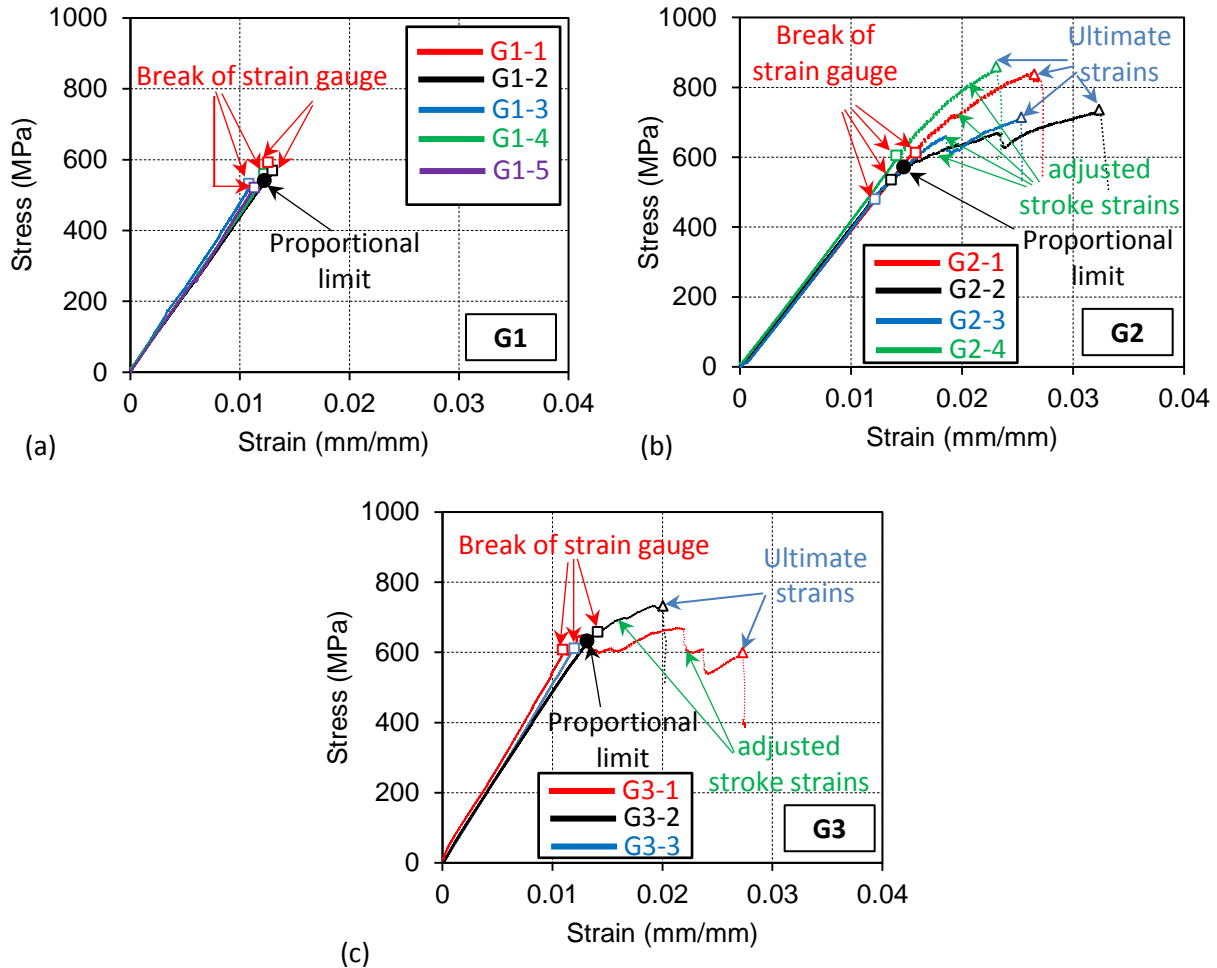 1000
800
600
400
200
0
Stress (MPa)
Break of strain gauge
G1-1
G1-2
G1-3
G1-4
G1-5
Proportional
limit
G1
0
0.01
0.02
0.03
0.04
Strain (mm/mm)
(a)
1000
800
600
400
200
0
Stress (MPa)
Break of
strain gauge
Ultimate
strains
adjusted
stroke strains
Proportional
limit
G2-1
G2-2
G2-3
G2-4
G2
0
0.01
0.02
0.03
0.04
Strain (mm/mm)
(b)
1000
800
600
400
200
0
Stress (MPa)
Break of strain gauge
Ultimate
strains
Proportional
limit
adjusted
stroke strains
G3-1
G3-2
G3-3
G3
0
0.01
0.02
0.03
0.04
Strain (mm/mm)
(c)